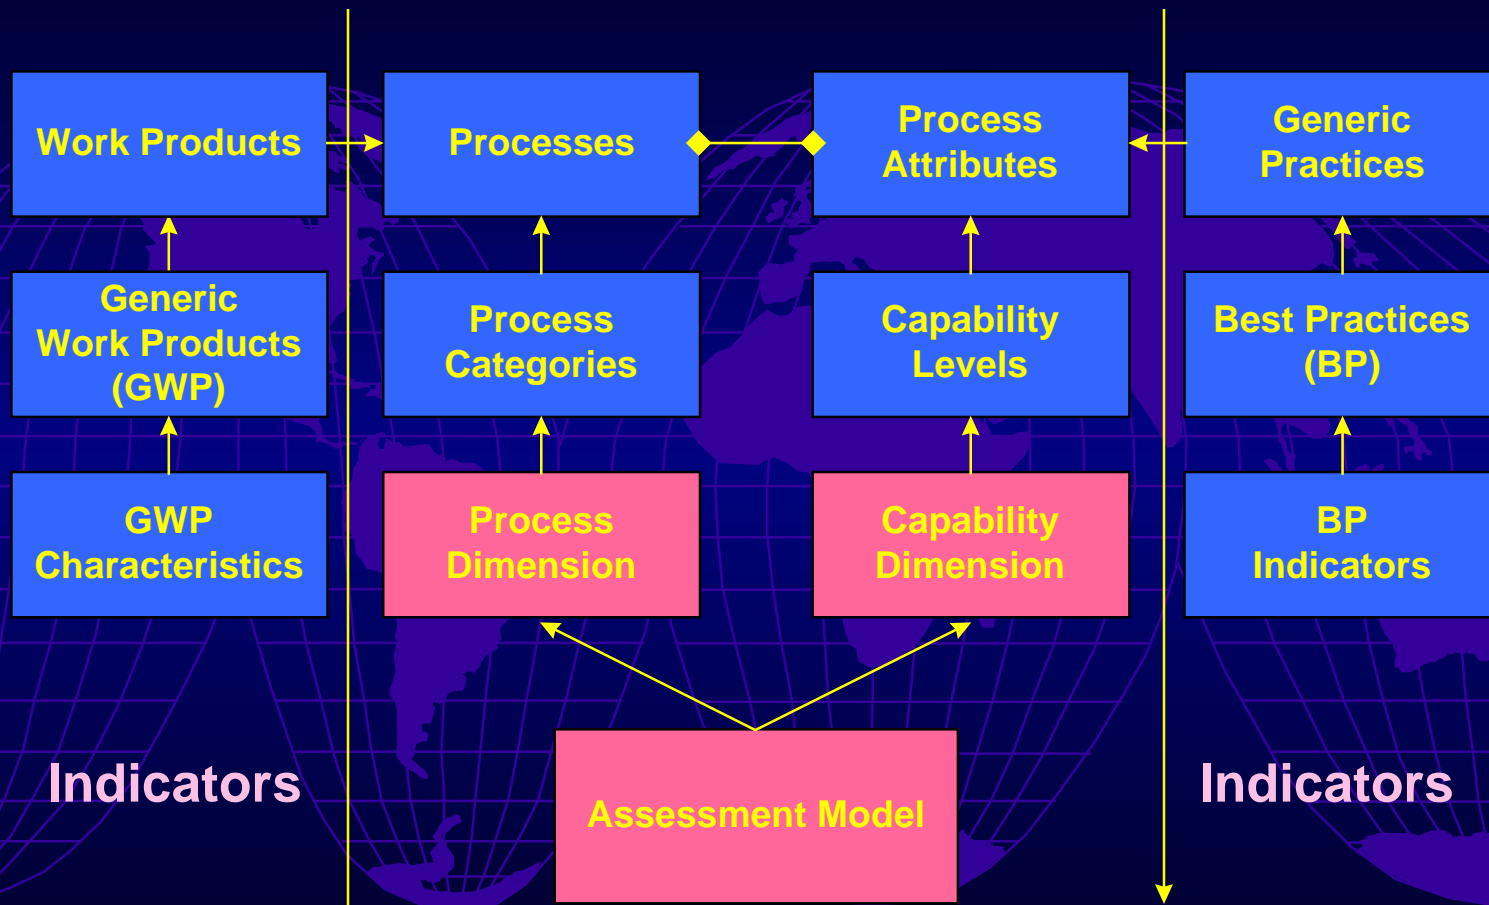 Work Products
Processes
Process
Attributes
Generic
Practices
Generic
Work Products
(GWP)
Process
Categories
Capability
Levels
Best Practices
(BP)
GWP
Characteristics
Process
Dimension
Capability
Dimension
BP
Indicators
Indicators
Assessment Model
Indicators